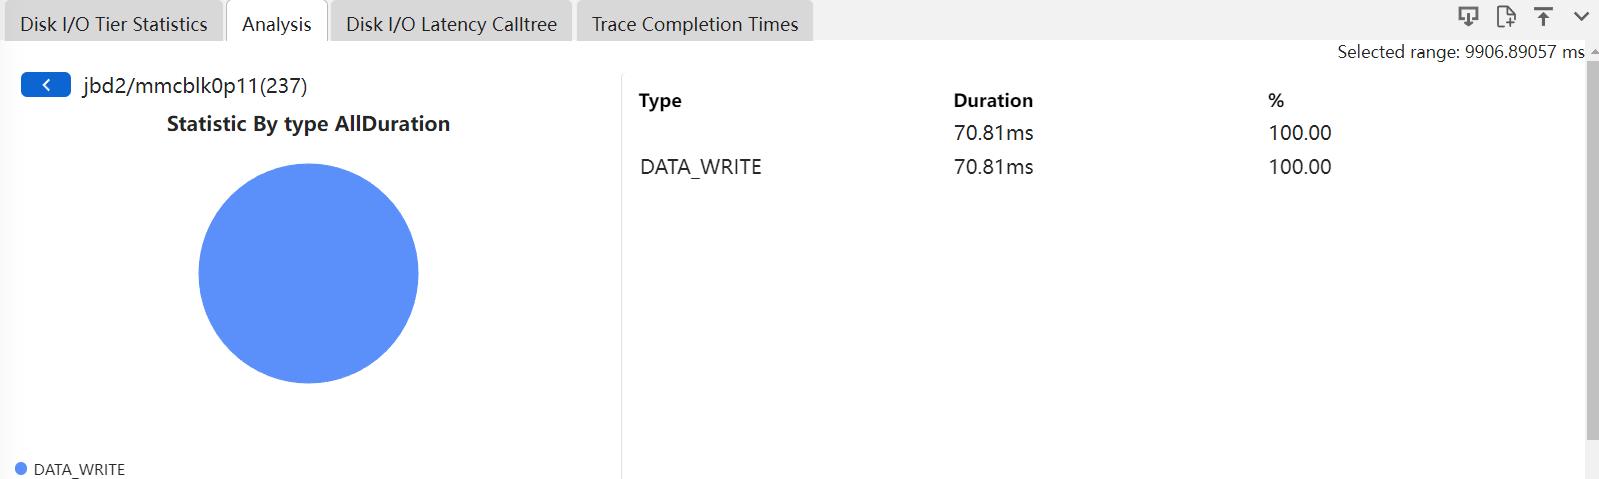 Disk I/O Tier Statistics Analysis Disk I/O Latency Calltree Trace Completion Times
Selected range: 9906.89057 ms
jbd2/mmcblk0p11(237)
Statistic By type AllDuration
DATA_WRITE
Type Duration %
70.81ms 100.00
DATA_WRITE 70.81ms 100.00